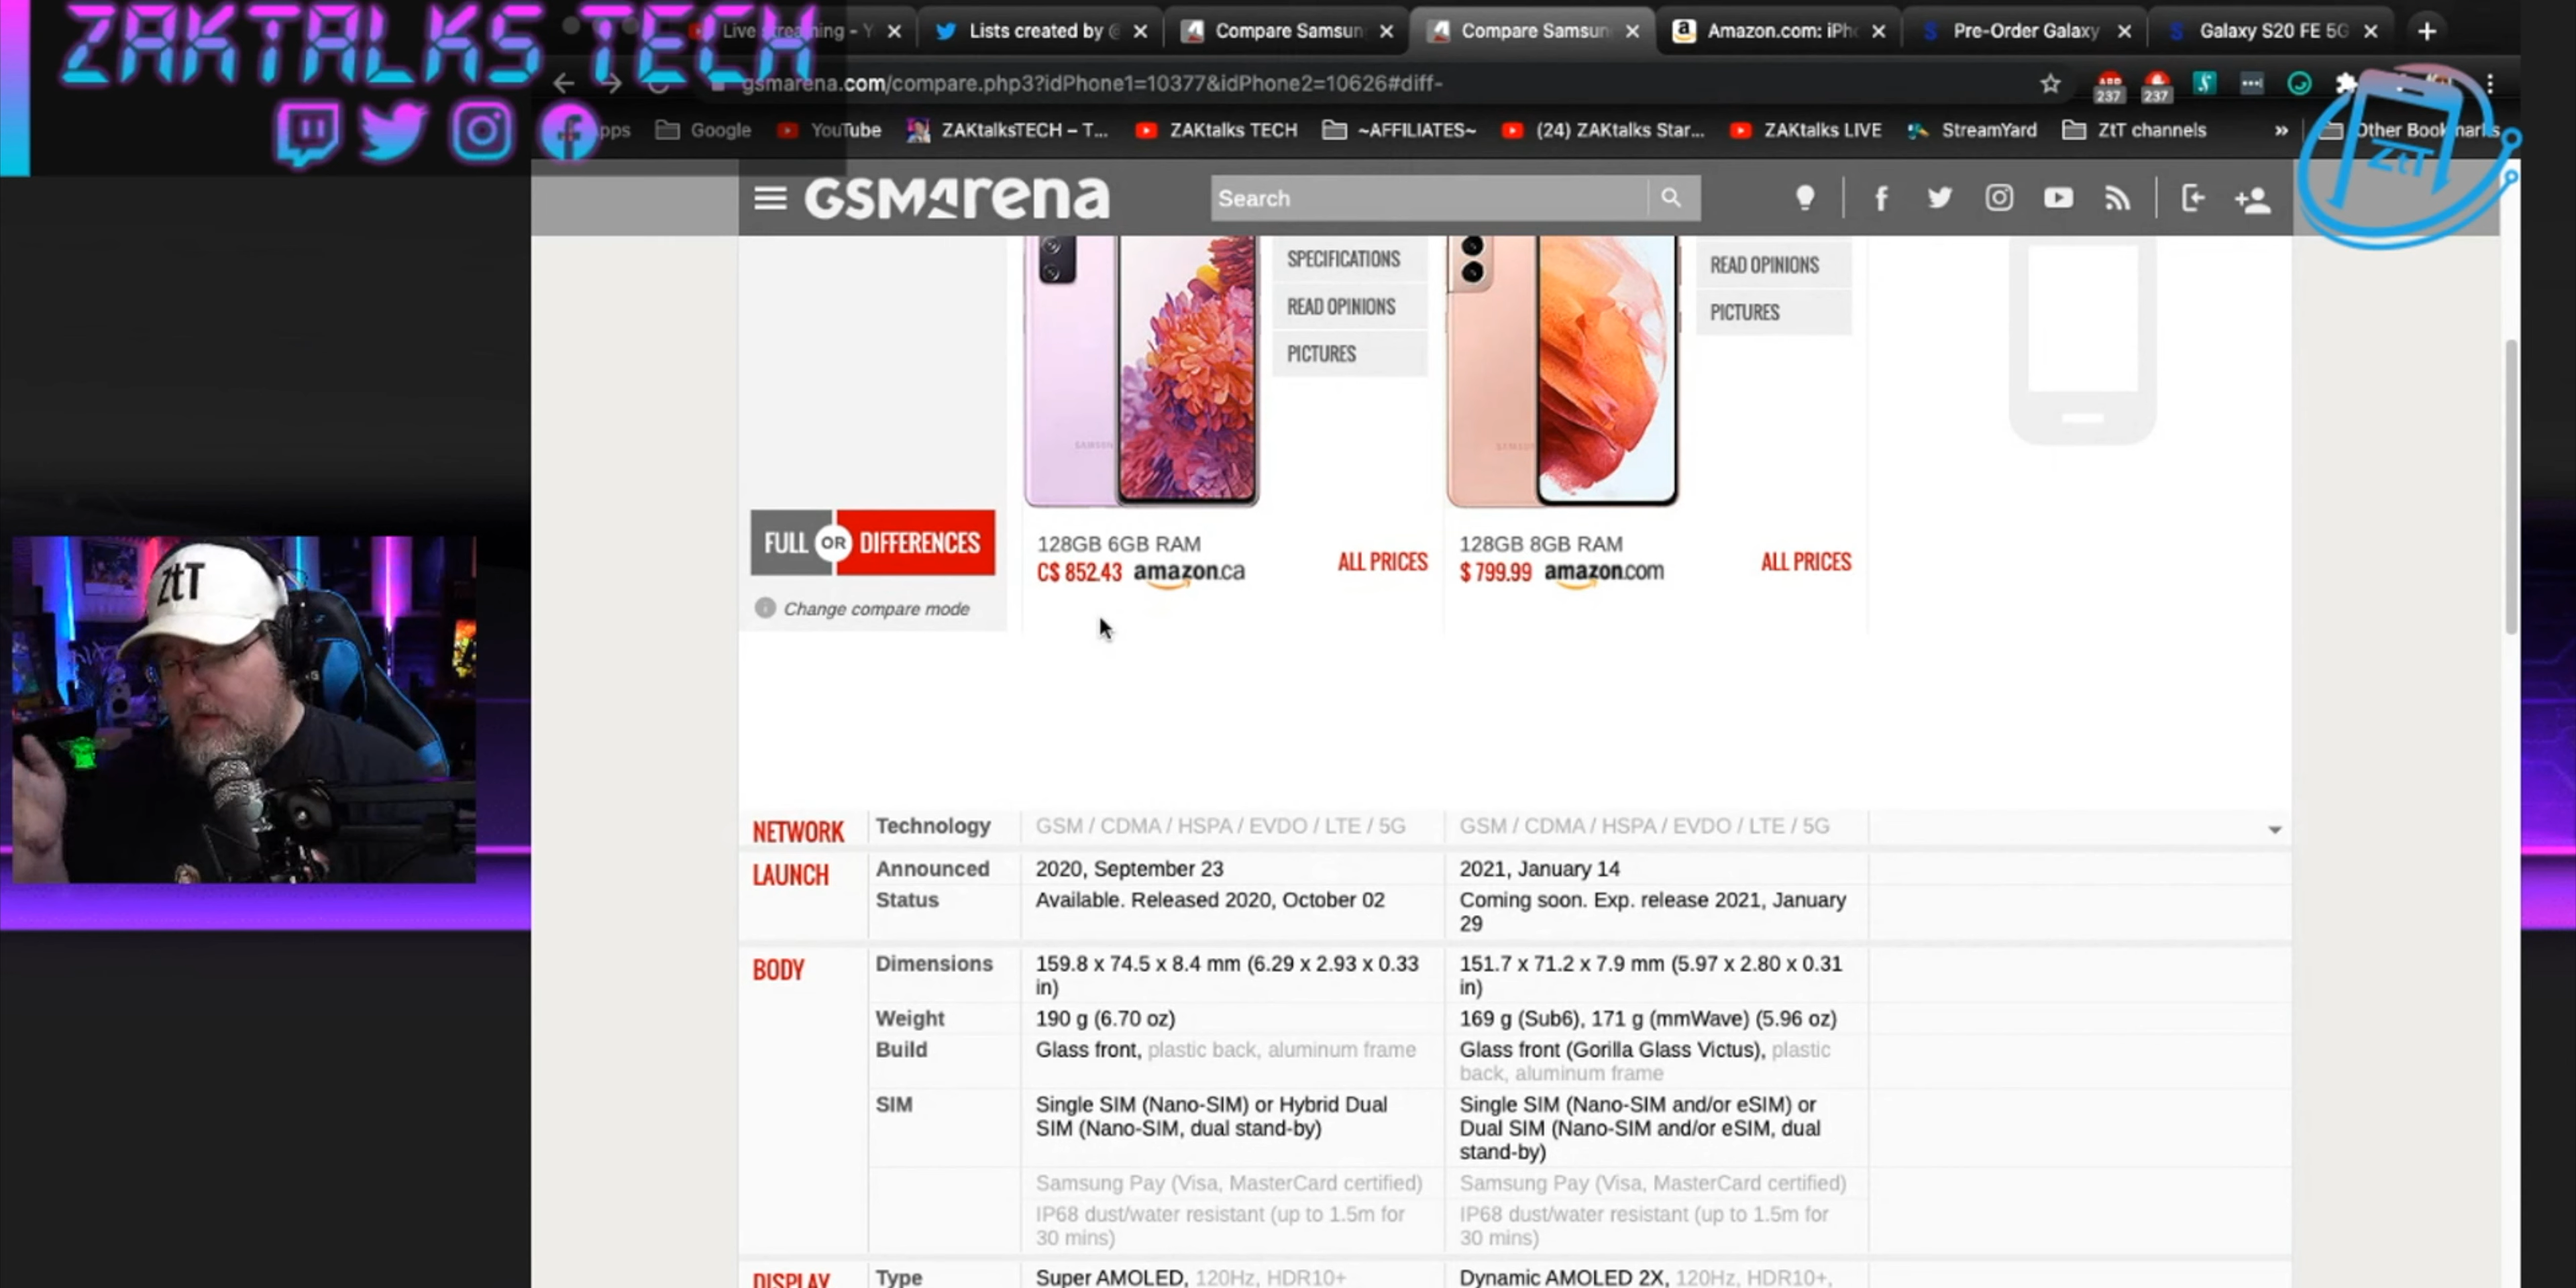 ZAKTALKS TECH
Live streaming - Y
Lists created by @
Compare Samsun
Compare Samsun
Amazon.com: iPho
Pre-Order Galaxy
Galaxy S20 FE 5G
gsmarena.com/compare.php3?idPhone1=10377&idPhone2=10626#diff-
237
237
Apps
Google
YouTube
ZAKtalksTECH – T...
ZAKtalks TECH
~AFFILIATES~
(24) ZAKtalks Star...
ZAKtalks LIVE
StreamYard
ZtT channels
»
Other Bookmarks
ZtT
GSMArena
Search
SPECIFICATIONS
READ OPINIONS
PICTURES
READ OPINIONS
PICTURES
SAMSUNG
FULL OR DIFFERENCES
Change compare mode
128GB 6GB RAM
C$ 852.43 amazon.ca
ALL PRICES
128GB 8GB RAM
$ 799.99 amazon.com
ALL PRICES
ZtT
NETWORK Technology GSM / CDMA / HSPA / EVDO / LTE / 5G GSM / CDMA / HSPA / EVDO / LTE / 5G
LAUNCH Announced 2020, September 23 2021, January 14
Status Available. Released 2020, October 02 Coming soon. Exp. release 2021, January
29
BODY Dimensions 159.8 x 74.5 x 8.4 mm (6.29 x 2.93 x 0.33 151.7 x 71.2 x 7.9 mm (5.97 x 2.80 x 0.31
in) in)
Weight 190 g (6.70 oz) 169 g (Sub6), 171 g (mmWave) (5.96 oz)
Build Glass front, plastic back, aluminum frame Glass front (Gorilla Glass Victus), plastic
back, aluminum frame
SIM Single SIM (Nano-SIM) or Hybrid Dual Single SIM (Nano-SIM and/or eSIM) or
SIM (Nano-SIM, dual stand-by) Dual SIM (Nano-SIM and/or eSIM, dual
stand-by)
Samsung Pay (Visa, MasterCard certified) Samsung Pay (Visa, MasterCard certified)
IP68 dust/water resistant (up to 1.5m for IP68 dust/water resistant (up to 1.5m for
30 mins) 30 mins)
DISPLAY Type Super AMOLED, 120Hz, HDR10+ Dynamic AMOLED 2X, 120Hz, HDR10+,